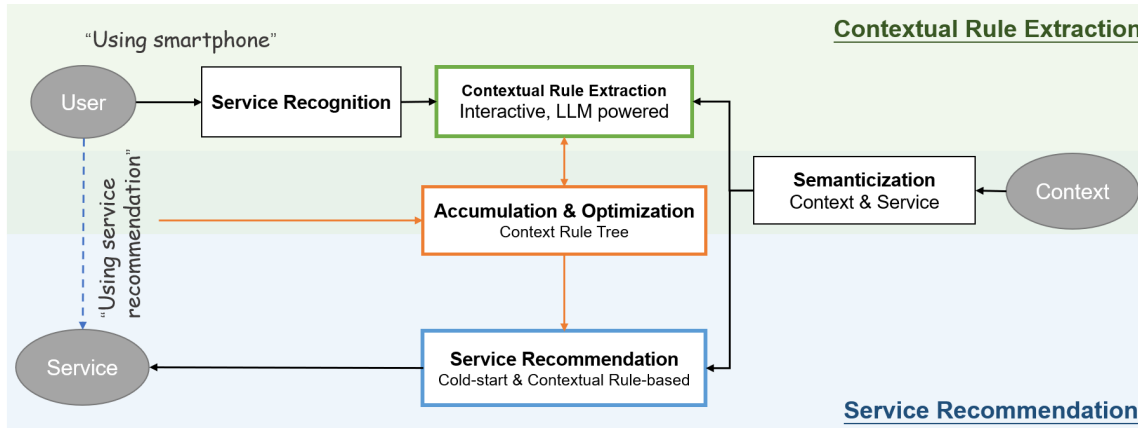 “Using smartphone”
Contextual Rule Extraction
User
Service Recognition
Contextual Rule Extraction
Interactive, LLM powered
“Using service
recommendation”
Accumulation & Optimization
Context Rule Tree
Semanticization
Context & Service
Context
Service
Service Recommendation
Cold-start & Contextual Rule-based
Service Recommendation